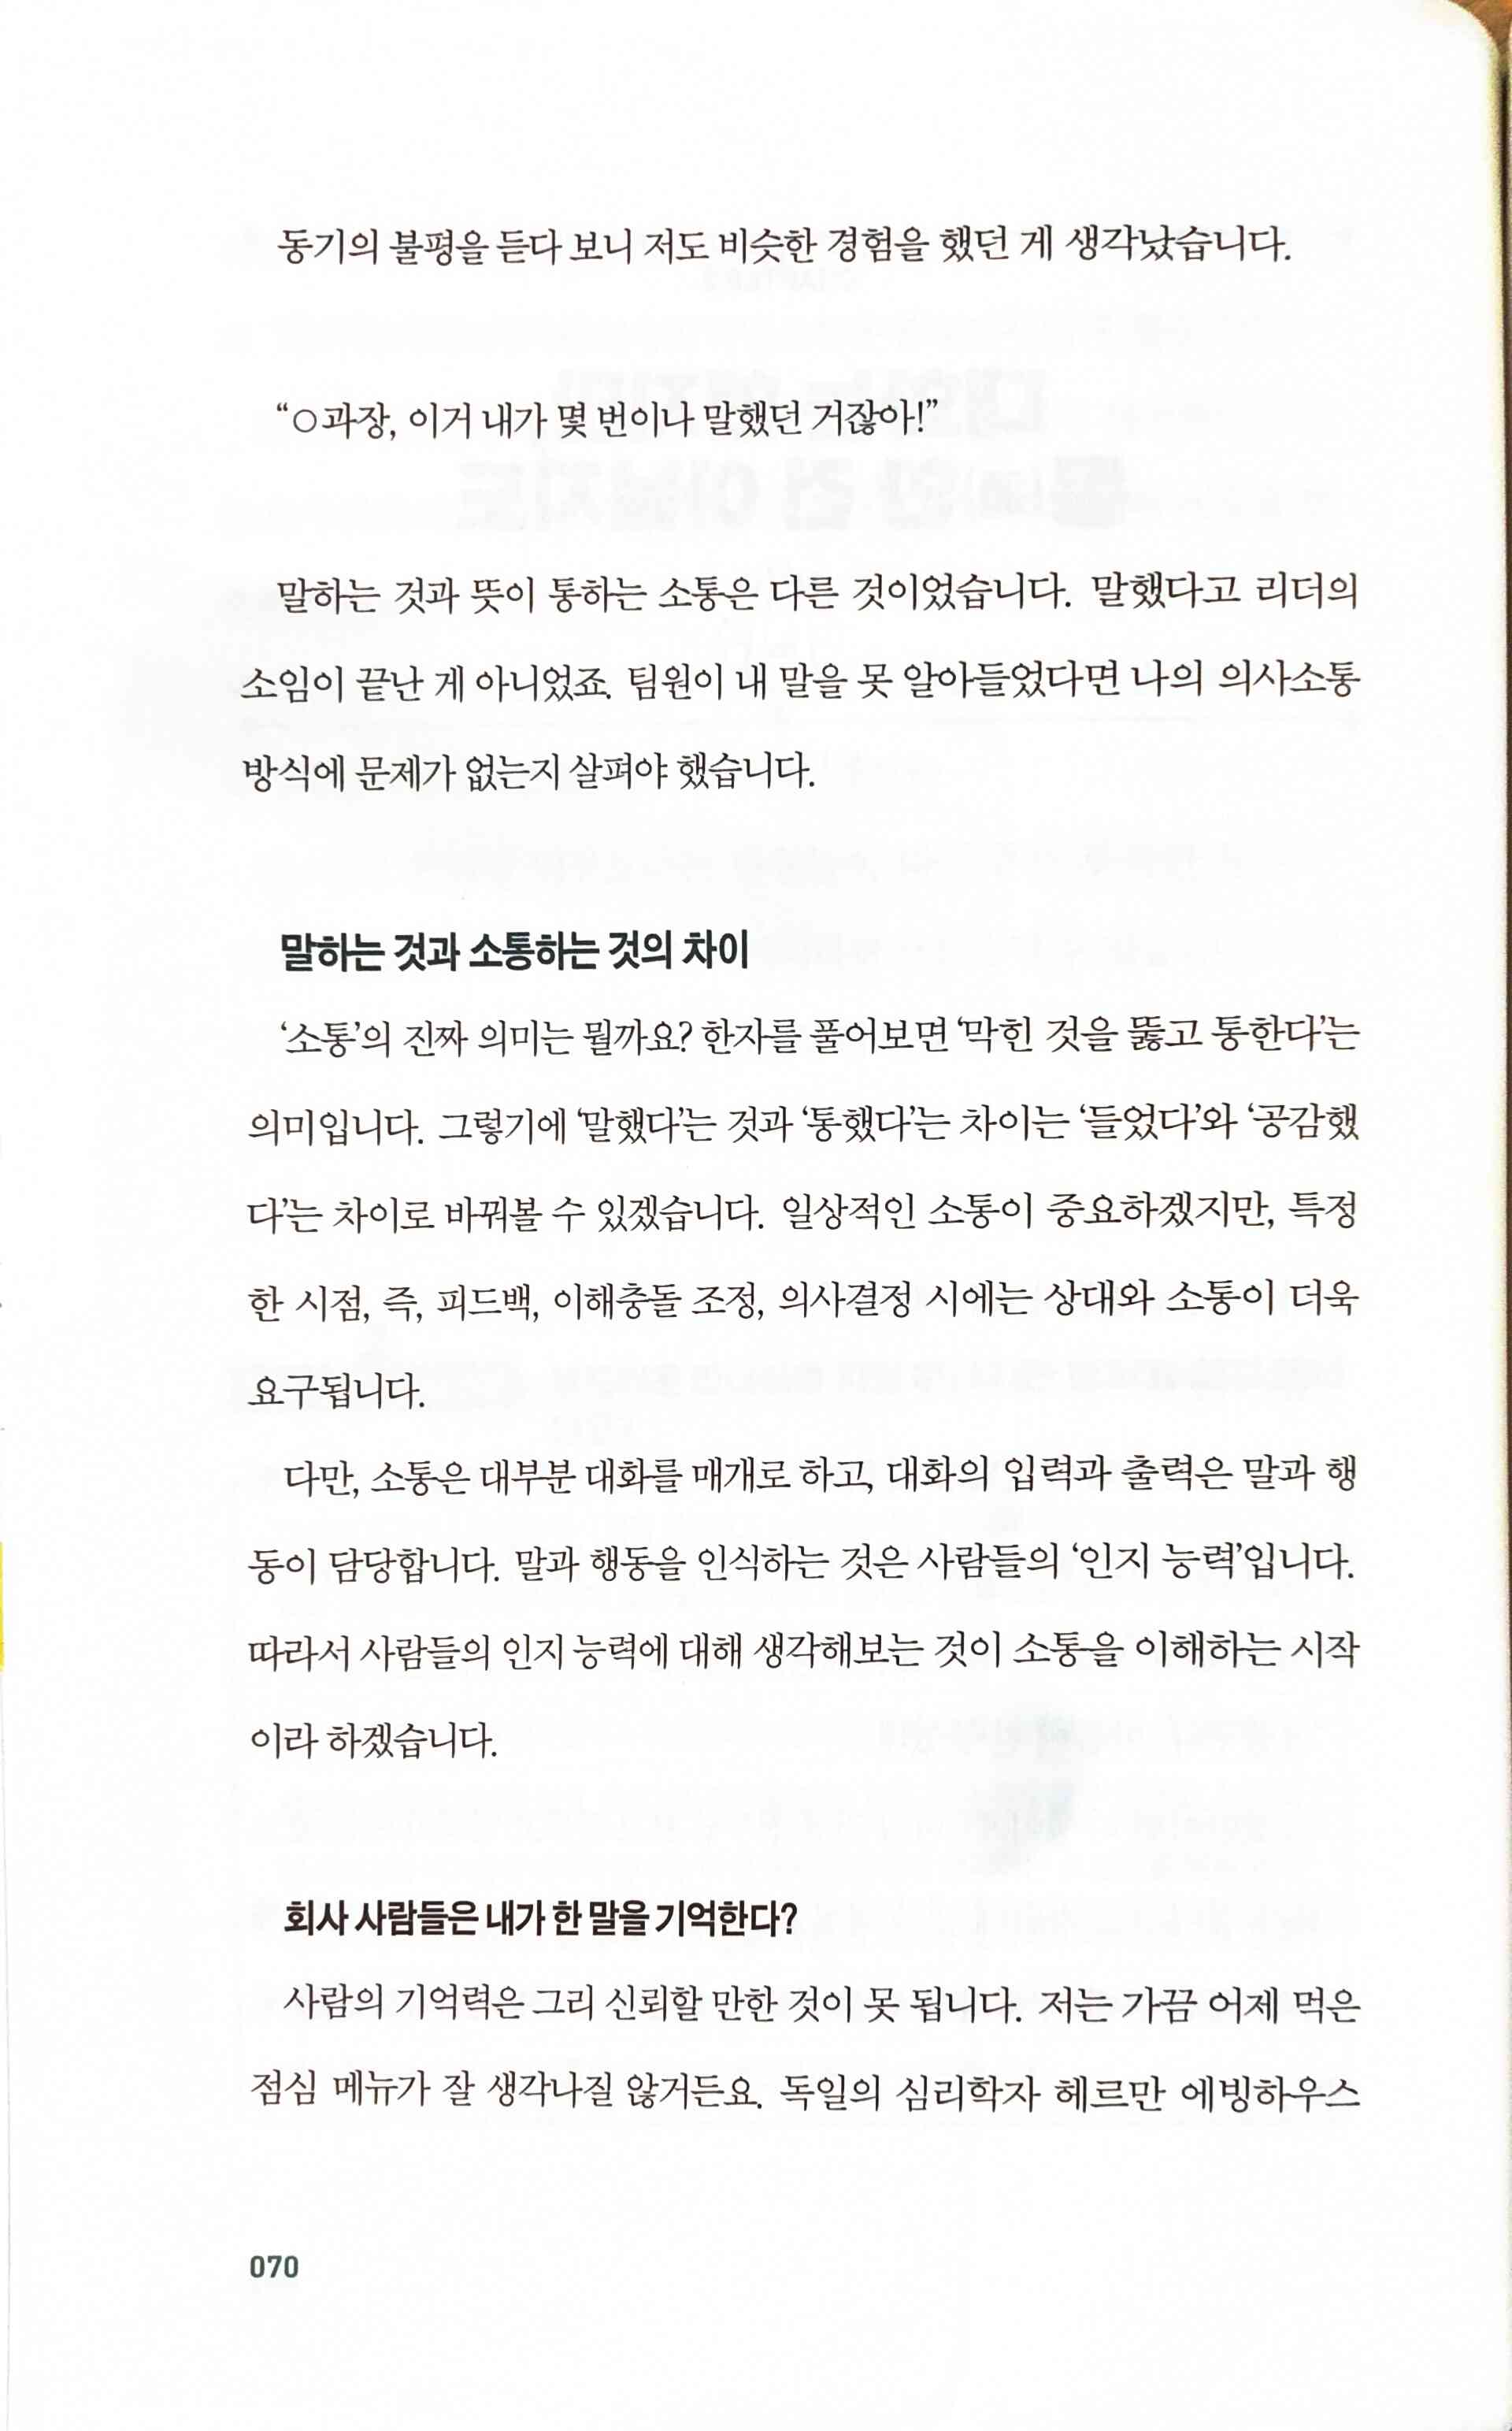 동기의 불평을 듣다 보니 저도 비슷한 경험을 했던 게 생각났습니다.
“○과장, 이거 내가 몇 번이나 말했던 거잖아!”
말하는 것과 뜻이 통하는 소통은 다른 것이었습니다. 말했다고 리더의
소임이 끝난 게 아니었죠. 팀원이 내 말을 못 알아들었다면 나의 의사소통
방식에 문제가 없는지 살펴야 했습니다.
말하는 것과 소통하는 것의 차이
‘소통’의 진짜 의미는 뭘까요? 한자를 풀어보면 ‘막힌 것을 뚫고 통한다’는
의미입니다. 그렇기에 ‘말했다’는 것과 ‘통했다’는 차이는 ‘들었다’와 ‘공감했
다’는 차이로 바꿔볼 수 있겠습니다. 일상적인 소통이 중요하겠지만, 특정
한 시점, 즉, 피드백, 이해충돌 조정, 의사결정 시에는 상대와 소통이 더욱
요구됩니다.
다만, 소통은 대부분 대화를 매개로 하고, 대화의 입력과 출력은 말과 행
동이 담당합니다. 말과 행동을 인식하는 것은 사람들의 ‘인지 능력’입니다.
따라서 사람들의 인지 능력에 대해 생각해보는 것이 소통을 이해하는 시작
이라 하겠습니다.
회사 사람들은 내가 한 말을 기억한다?
사람의 기억력은 그리 신뢰할 만한 것이 못 됩니다. 저는 가끔 어제 먹은
점심 메뉴가 잘 생각나질 않거든요. 독일의 심리학자 헤르만 에빙하우스
070